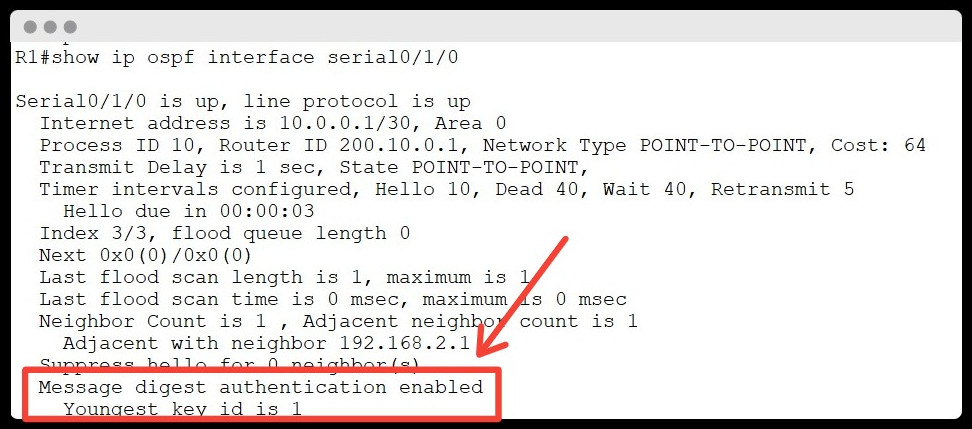 R1#show ip ospf interface serial0/1/0
Serial0/1/0 is up, line protocol is up
Internet address is 10.0.0.1/30, Area 0
Process ID 10, Router ID 200.10.0.1, Network Type POINT-TO-POINT, Cost: 64
Transmit Delay is 1 sec, State POINT-TO-POINT,
Timer intervals configured, Hello 10, Dead 40, Wait 40, Retransmit 5
Hello due in 00:00:03
Index 3/3, flood queue length 0
Next 0x0(0)/0x0(0)
Last flood scan length is 1, maximum is 1
Last flood scan time is 0 msec, maximum is 0 msec
Neighbor Count is 1 , Adjacent neighbor count is 1
Adjacent with neighbor 192.168.2.1
Suppress hello for 0 neighbor(s)
Message digest authentication enabled
Youngest key id is 1